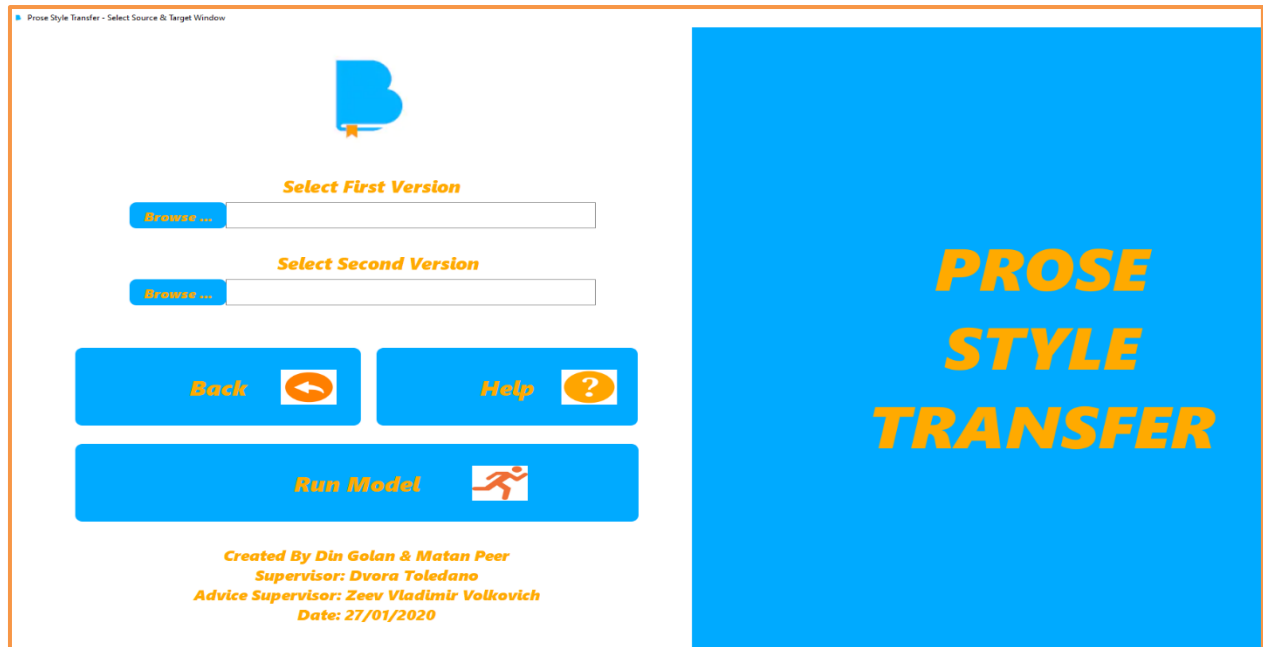 Prose Style Transfer - Select Source & Target Window
Select First Version
Browse ...
Select Second Version
Browse ...
Back
Help ?
Run Model
Created By Din Golan & Matan Peer
Supervisor: Dvora Toledano
Advice Supervisor: Zeev Vladimir Volkovich
Date: 27/01/2020
PROSE
STYLE
TRANSFER